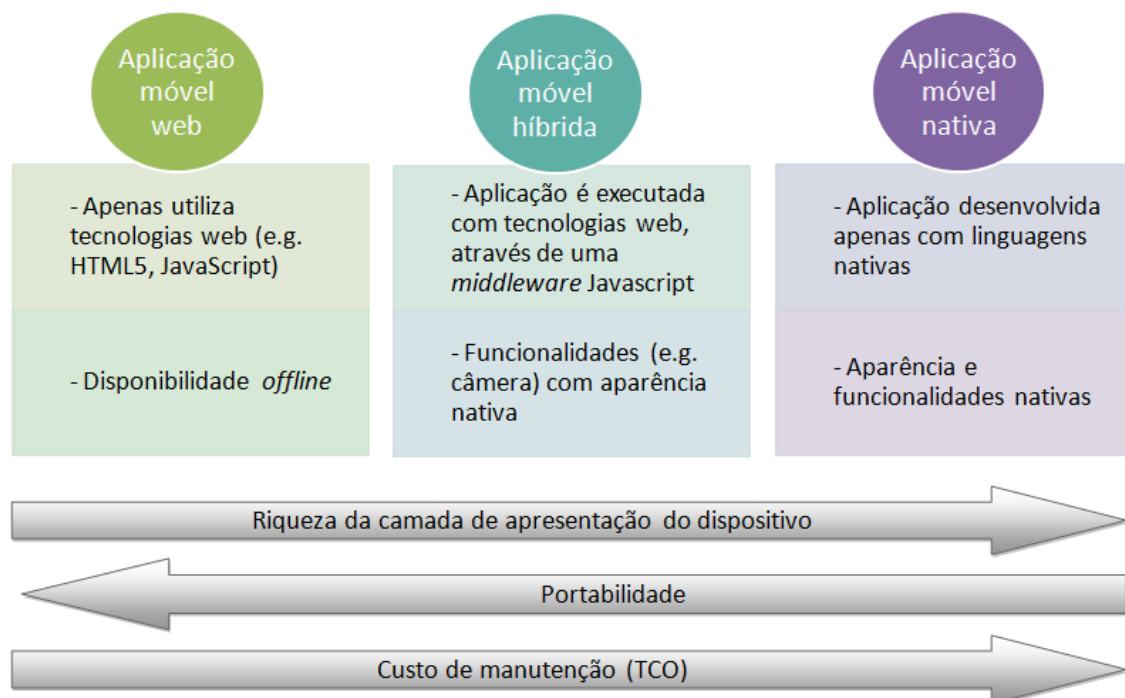 Aplicação
móvel
web
Aplicação
móvel
híbrida
Aplicação
móvel
nativa
- Apenas utiliza
tecnologias web (e.g.
HTML5, JavaScript)
- Aplicação é executada
com tecnologias web,
através de uma
middleware Javascript
- Aplicação desenvolvida
apenas com linguagens
nativas
- Disponibilidade offline
- Funcionalidades (e.g.
câmera) com aparência
nativa
- Aparência e
funcionalidades nativas
Riqueza da camada de apresentação do dispositivo
Portabilidade
Custo de manutenção (TCO)